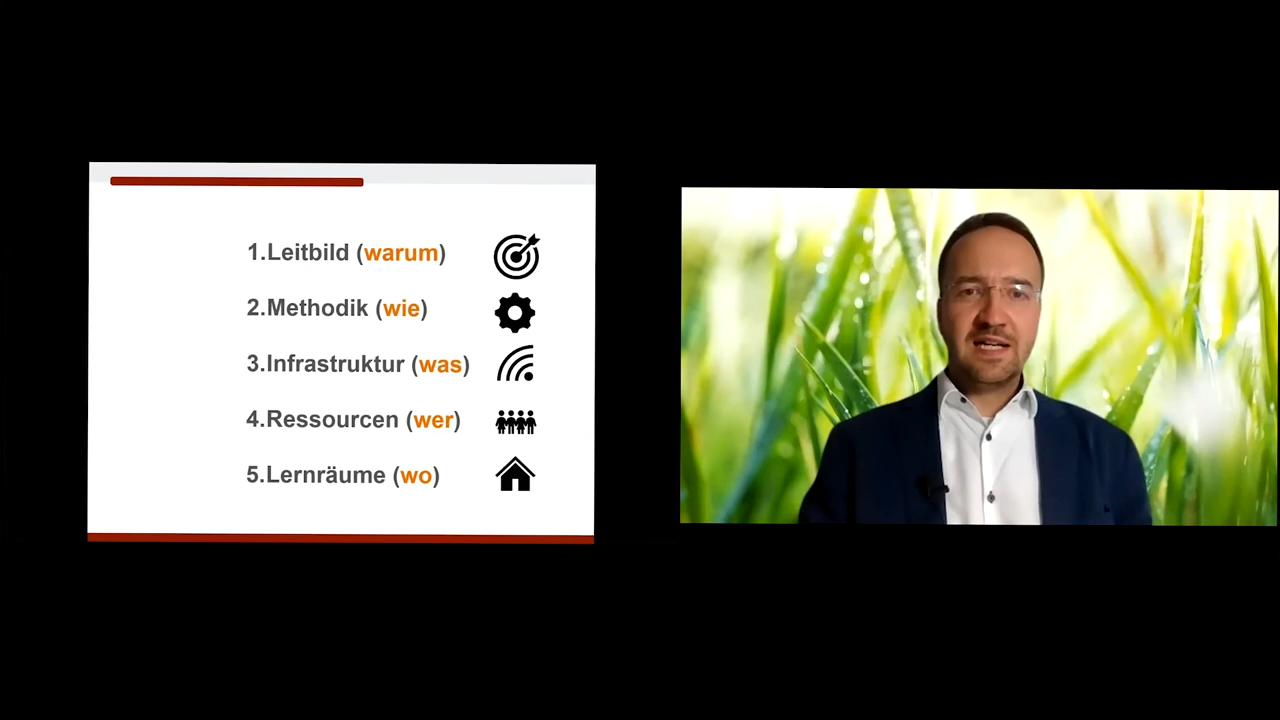 1.Leitbild (warum)
2.Methodik (wie)
3.Infrastruktur (was)
4.Ressourcen (wer)
5.Lernräume (wo)